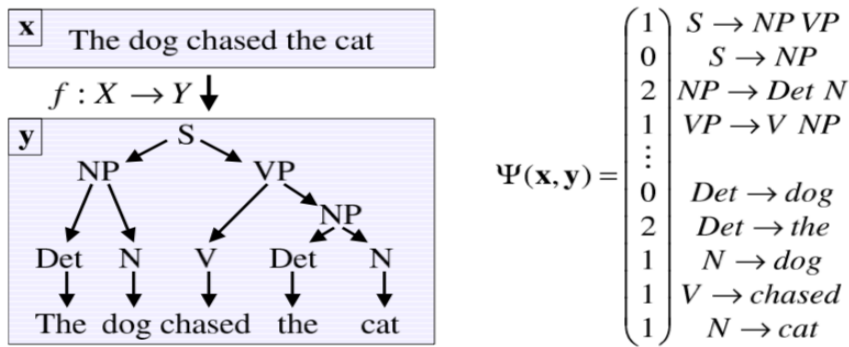 x
The dog chased the cat
f : X → Y
y
S
NP VP
NP
Det N V Det N
The dog chased the cat
Ψ(x,y) =
1 S → NP VP
0 S → NP
2 NP → Det N
1 VP → V NP
⋮
0 Det → dog
2 Det → the
1 N → dog
1 V → chased
1 N → cat